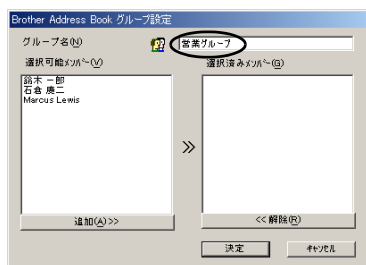 Brother Address Book グループ設定
グループ名(N)
営業グループ
選択可能ﾒﾝﾊﾞｰ(V)
選択済みﾒﾝﾊﾞｰ(G)
鈴木 一郎
石倉 慶二
Marcus Lewis
»
追加(A)>>
<<解除(R)
決定
ｷｬﾝｾﾙ